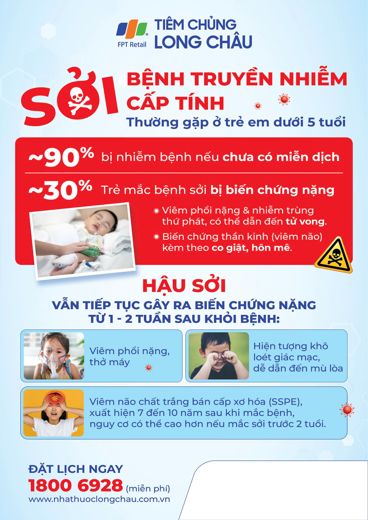 FPT Retail
TIÊM CHỦNG
LONG CHÂU
SỞI
BỆNH TRUYỀN NHIỄM
CẤP TÍNH
Thường gặp ở trẻ em dưới 5 tuổi
~90% bị nhiễm bệnh nếu chưa có miễn dịch
~30% Trẻ mắc bệnh sởi bị biến chứng nặng
• Viêm phổi nặng & nhiễm trùng
thứ phát, có thể dẫn đến tử vong.
• Biến chứng thần kinh (viêm não)
kèm theo co giật, hôn mê.
HẬU SỞI
VẪN TIẾP TỤC GÂY RA BIẾN CHỨNG NẶNG
TỪ 1 - 2 TUẦN SAU KHỎI BỆNH:
Viêm phổi nặng,
thở máy
Hiện tượng khô
loét giác mạc,
dễ dẫn đến mù lòa
Viêm não chất trắng bán cấp xơ hóa (SSPE),
xuất hiện 7 đến 10 năm sau khi mắc bệnh,
nguy cơ có thể cao hơn nếu mắc sởi trước 2 tuổi.
ĐẶT LỊCH NGAY
1800 6928 (miễn phí)
www.nhathuoclongchau.com.vn